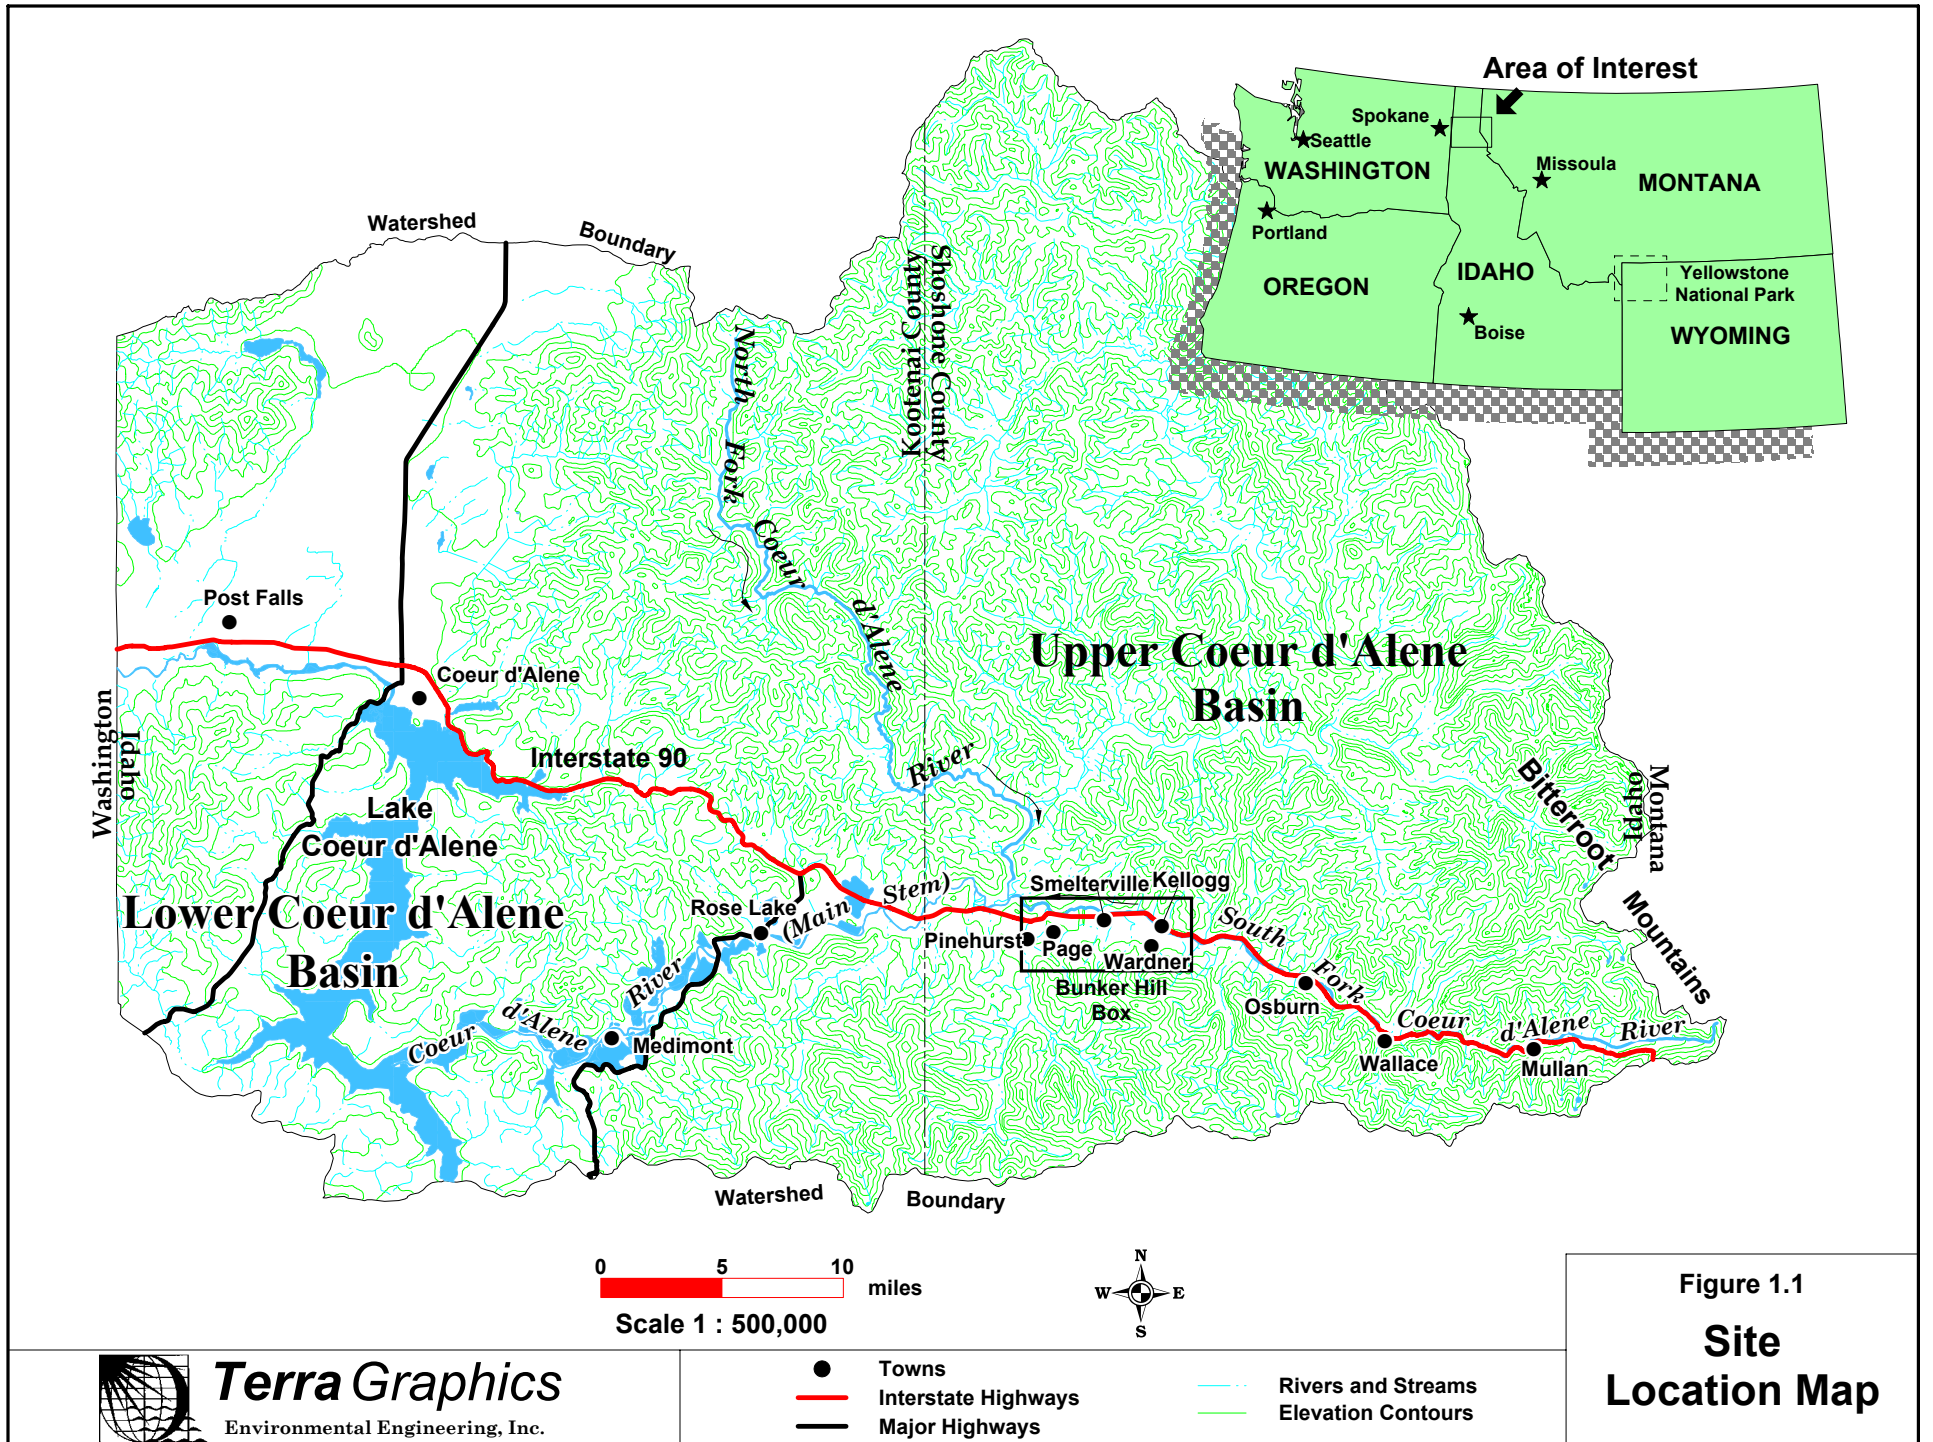 Area of Interest
Spokane
Seattle
WASHINGTON
Missoula
MONTANA
Portland
OREGON
IDAHO
Boise
Yellowstone
National Park
WYOMING
Watershed
Boundary
Kootenai County
Shoshone County
North
Fork
Coeur
d'Alene
River
Post Falls
Coeur d'Alene
Washington
Idaho
Interstate 90
Upper Coeur d'Alene
Basin
Lake
Coeur d'Alene
Lower Coeur d'Alene
Basin
Bitterroot
Mountains
Idaho
Montana
Rose Lake
(Main
Stem)
River
d'Alene
Coeur
Medimont
Smelterville
Kellogg
Pinehurst
Page
Wardner
Bunker Hill
Box
South
Fork
Coeur
d'Alene
River
Osburn
Wallace
Mullan
Watershed
Boundary
0 5 10
miles
Scale 1 : 500,000
N
W E
S
Figure 1.1
Site
Location Map
Terra Graphics
Environmental Engineering, Inc.
Towns
Interstate Highways
Major Highways
Rivers and Streams
Elevation Contours